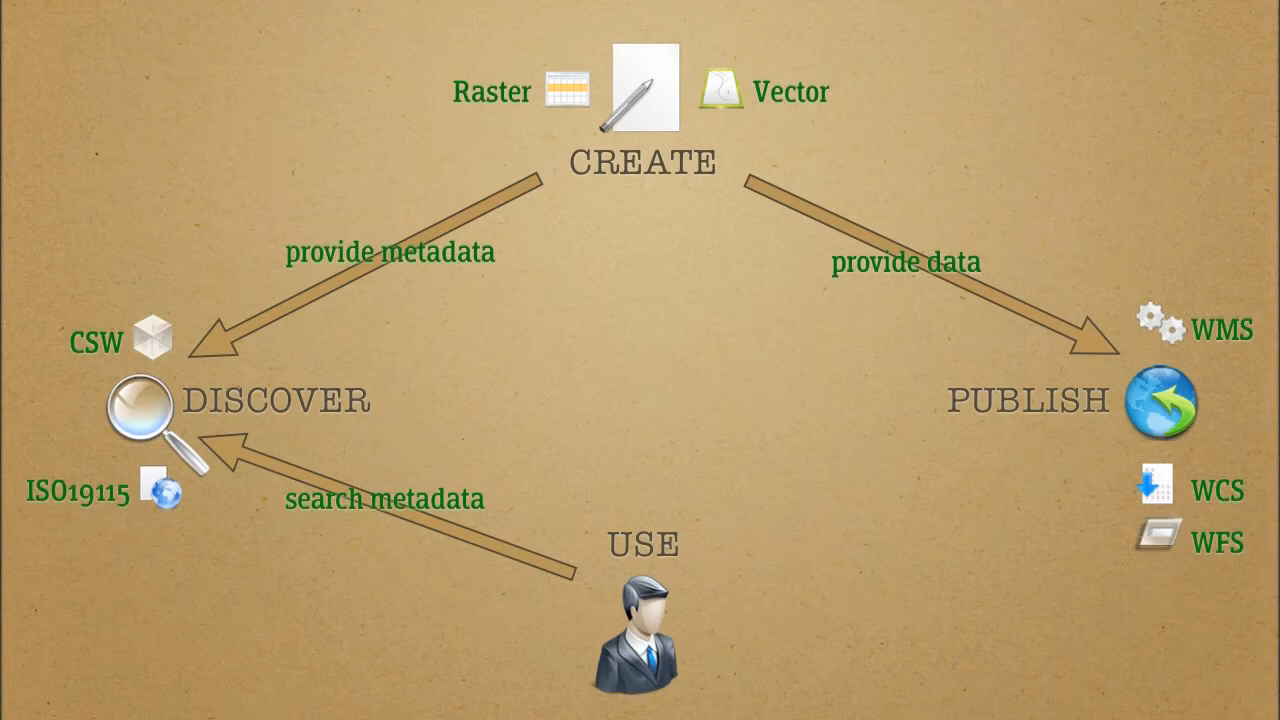 Raster
Vector
CREATE
provide metadata
provide data
CSW
WMS
DISCOVER
PUBLISH
ISO19115
search metadata
WCS
WFS
USE